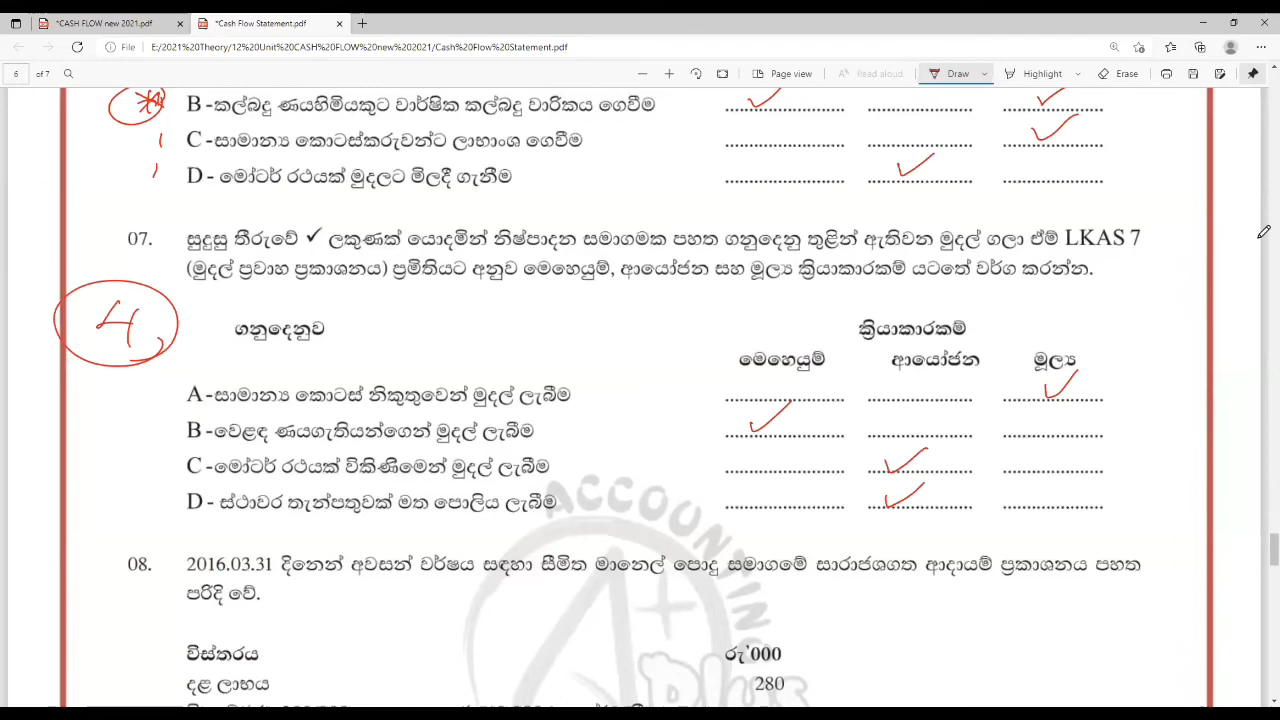 *CASH FLOW new 2021.pdf
*Cash Flow Statement.pdf
File E:/2021%20Theory/12%20Unit%20CASH%20FLOW%20new%202021/Cash%20Flow%20Statement.pdf
6 of 7 Page view Read aloud Draw Highlight Erase
B -කල්බදු ණයහිමියකුට වාර්ෂික කල්බදු වාරිකය ගෙවීම
C -සාමාන්‍ය කොටස්කරුවන්ට ලාභාංශ ගෙවීම
D - මෝටර් රථයක් මුදලට මිලදී ගැනීම
07. සුදුසු තීරුවේ ✓ ලකුණක් යොදමින් නිෂ්පාදන සමාගමක පහත ගනුදෙනු තුළින් ඇතිවන මුදල් ගලා ඒම් LKAS 7
(මුදල් ප්‍රවාහ ප්‍රකාශනය) ප්‍රමිතියට අනුව මෙහෙයුම්, ආයෝජන සහ මූල්‍ය ක්‍රියාකාරකම් යටතේ වර්ග කරන්න.
4
ගනුදෙනුව ක්‍රියාකාරකම්
මෙහෙයුම් ආයෝජන මූල්‍ය
A -සාමාන්‍ය කොටස් නිකුතුවෙන් මුදල් ලැබීම
B -වෙළඳ ණයගැතියන්ගෙන් මුදල් ලැබීම
C -මෝටර් රථයක් විකිණිමෙන් මුදල් ලැබීම
D - ස්ථාවර තැන්පතුවක් මත පොලිය ලැබීම
ACCOUNTING
A+
Plus
08. 2016.03.31 දිනෙන් අවසන් වර්ෂය සඳහා සීමිත මානෙල් පොදු සමාගමේ සාරාංශගත ආදායම් ප්‍රකාශනය පහත
පරිදි වේ.
විස්තරය රු'000
දළ ලාභය 280